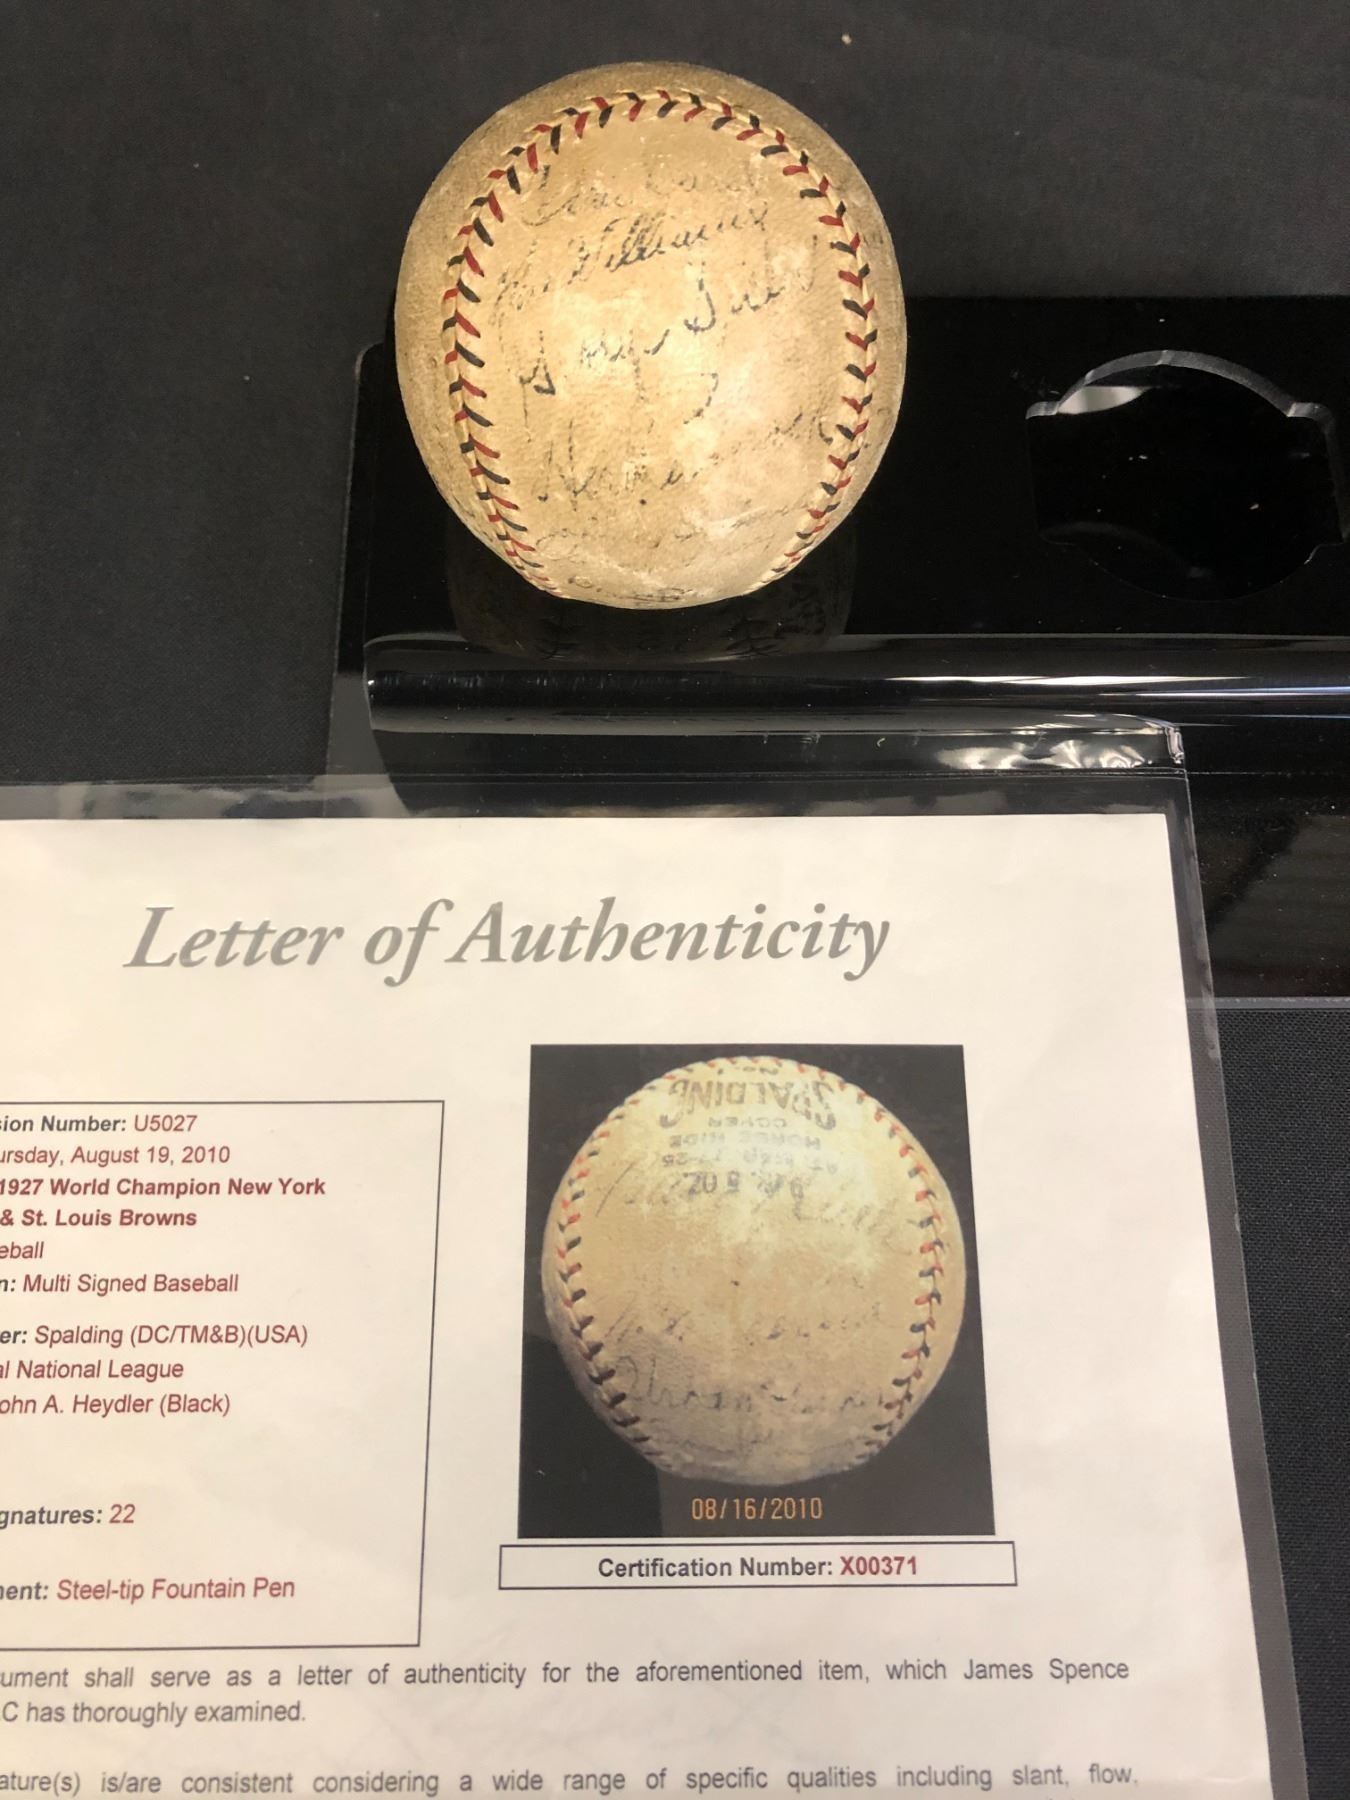 Williams
Letter of Authenticity
sion Number: U5027
ursday, August 19, 2010
1927 World Champion New York
& St. Louis Browns
eball
n: Multi Signed Baseball
er: Spalding (DC/TM&B)(USA)
al National League
ohn A. Heydler (Black)
gnatures: 22
ment: Steel-tip Fountain Pen
SPALDING
COVER
HORSE HIDE
08/16/2010
Certification Number: X00371
ument shall serve as a letter of authenticity for the aforementioned item, which James Spence
C has thoroughly examined.
ature(s) is/are consistent considering a wide range of specific qualities including slant, flow,